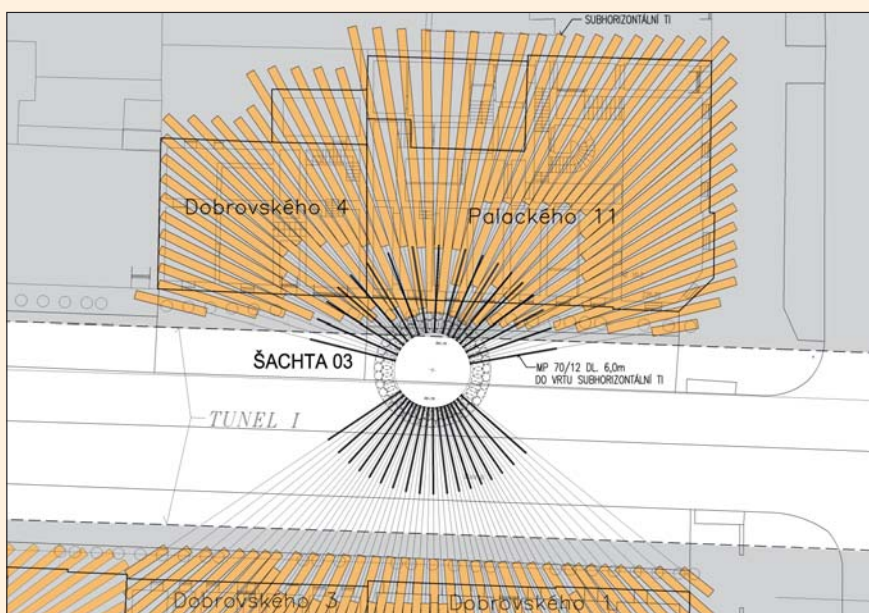 SUBHORIZONTÁLNÍ TI
Dobrovského 4
Palackého 11
ŠACHTA 03
MP 70/12 DL. 6,0m
DO VRTU SUBHORIZONTÁLNÍ TI
TUNEL I
Dobrovského 3
Dobrovského 1